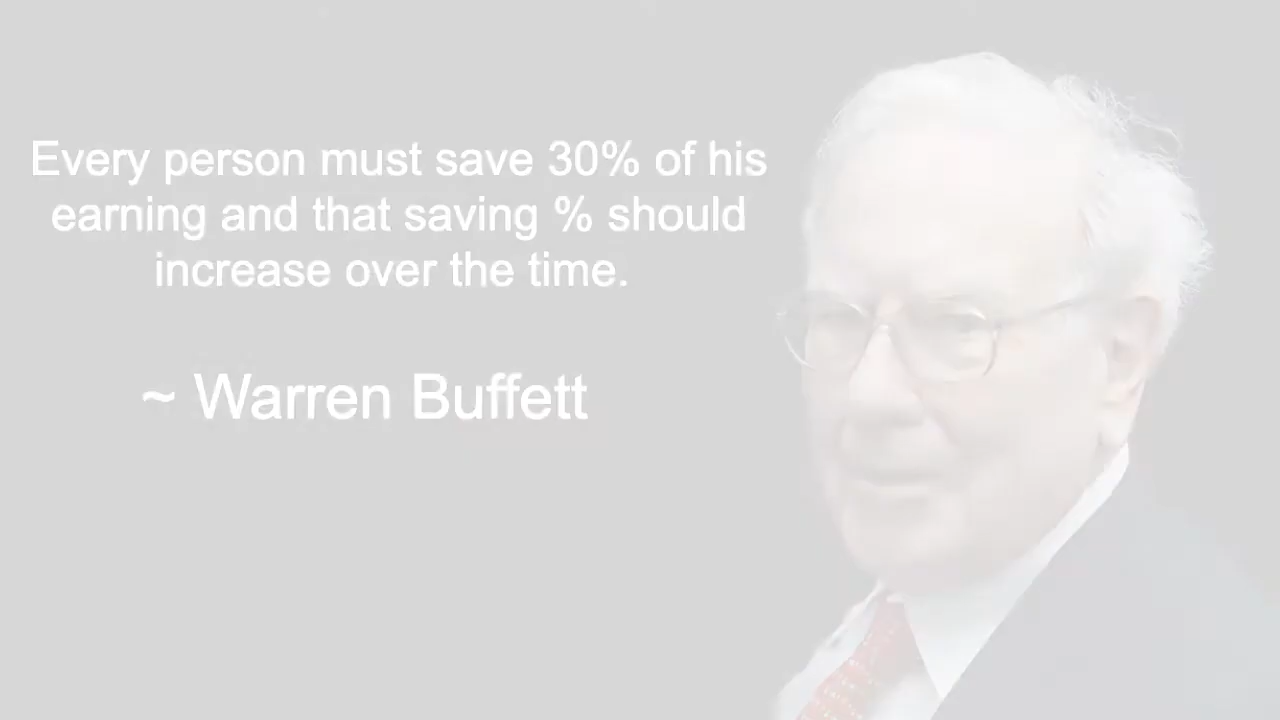 Every person must save 30% of his
earning and that saving % should
increase over the time.
~ Warren Buffett